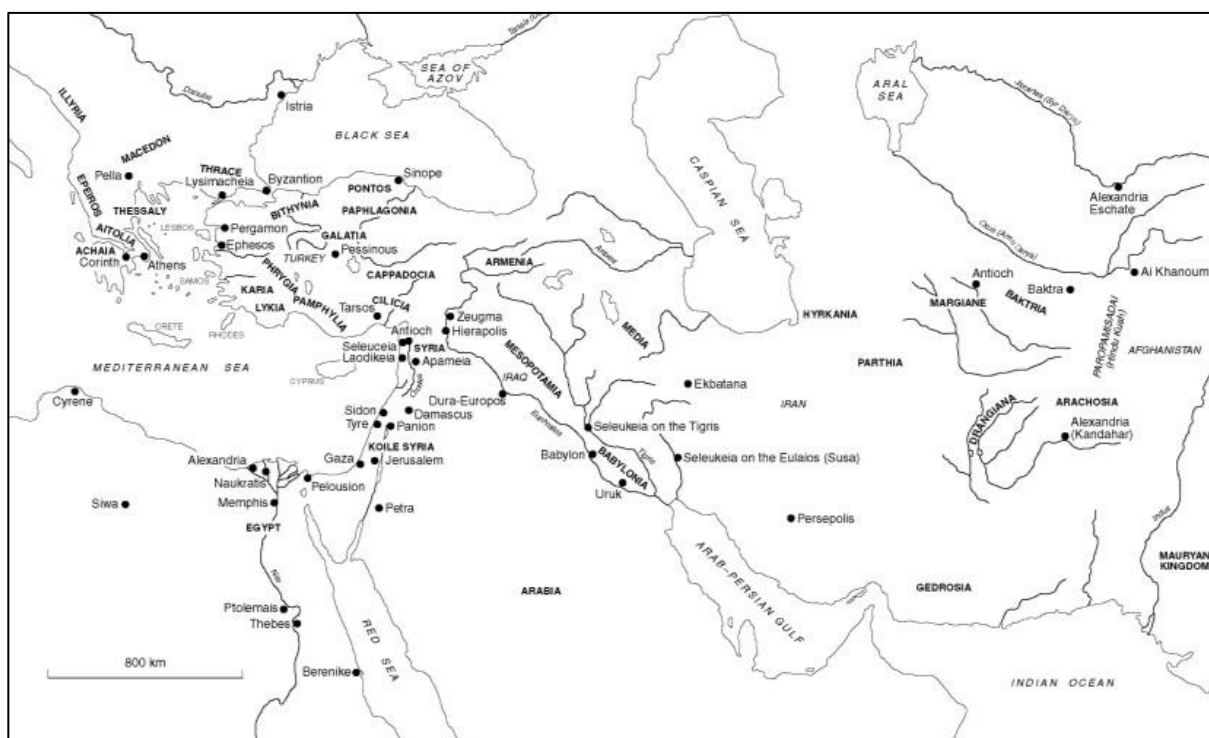 Tanais (
Danube
SEA OF
AZOV
ILLYRIA
Istria
BLACK SEA
ARAL
SEA
Jaxartes (Syr Darya)
CASPIAN SEA
MACEDON
Pella
THRACE
Lysimacheia
Byzantion
Sinope
PONTOS
PAPHLAGONIA
BITHYNIA
Alexandria
Eschate
EPEIROS
THESSALY
LESBOS
Pergamon
GALATIA
AITOLIA
ACHAIA
Corinth
Athens
Ephesos
TURKEY
Pessinous
ARMENIA
Araxes
Oxus (Amu Darya)
Ai Khanoum
SAMOS
PHRYGIA
CAPPADOCIA
KARIA
LYKIA
PAMPHYLIA
CILICIA
Tarsos
Antioch
MARGIANE
BAKTRIA
Baktra
CRETE
RHODES
Zeugma
Hierapolis
MEDIA
HYRKANIA
PAROPAMISADAI
(Hindu Kush)
AFGHANISTAN
Antioch
Seleuceia
SYRIA
Laodikeia
Apameia
MESOPOTAMIA
PARTHIA
MEDITERRANEAN SEA
CYPRUS
Orontes
IRAQ
Ekbatana
Cyrene
Dura-Europos
IRAN
DRANGIANA
ARACHOSIA
Alexandria
(Kandahar)
Sidon
Damascus
Tyre
Panion
Euphrates
Seleukeia on the Tigris
KOILE SYRIA
Gaza
Jerusalem
Babylon
BABYLONIA
Tigris
Seleukeia on the Eulaios (Susa)
Alexandria
Naukratis
Pelousion
Uruk
Siwa
Memphis
Petra
Persepolis
Indus
EGYPT
MAURYAN
KINGDOM
ARAB-PERSIAN GULF
Nile
ARABIA
GEDROSIA
Ptolemais
Thebes
RED SEA
800 km
Berenike
INDIAN OCEAN